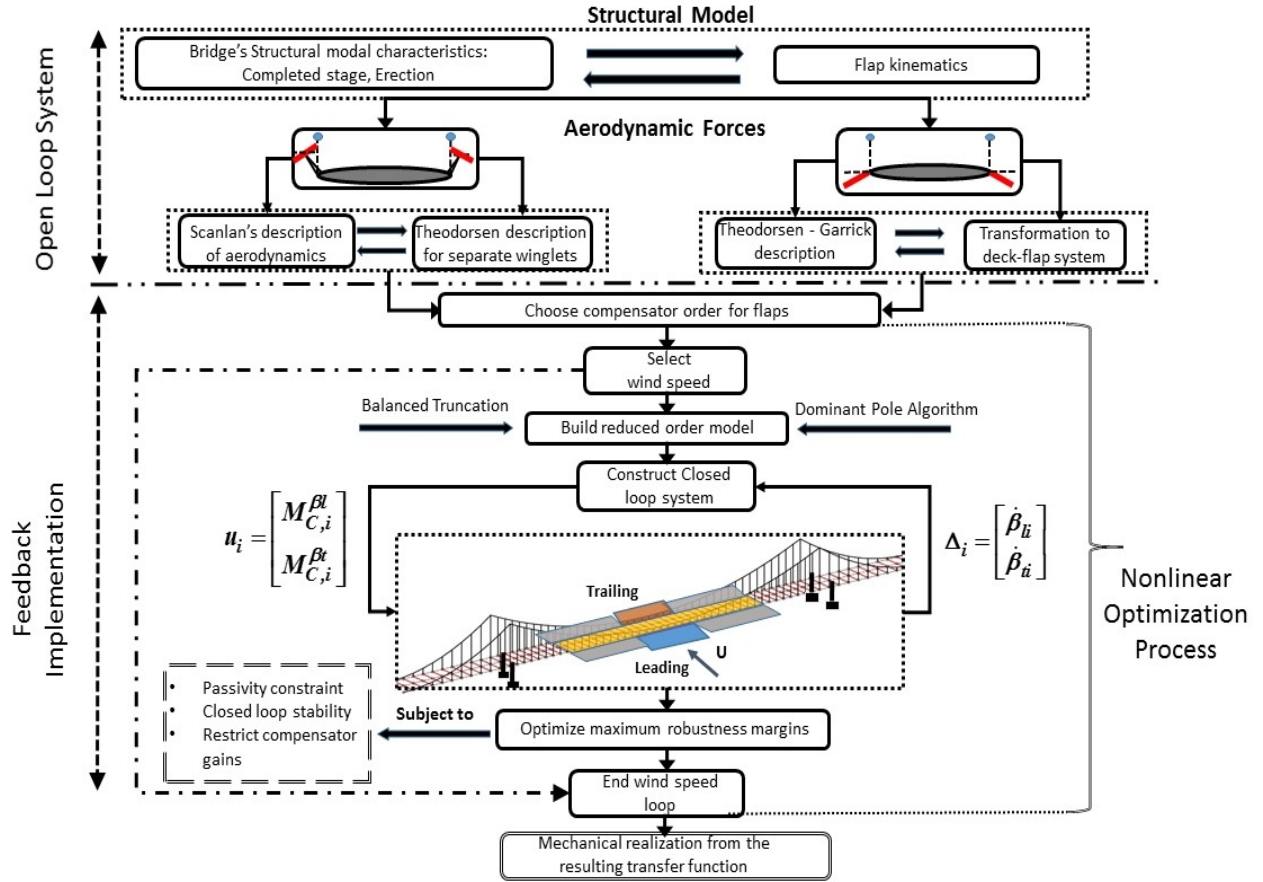 Structural Model
Open Loop System
Bridge's Structural modal characteristics:
Completed stage, Erection
Flap kinematics
Aerodynamic Forces
Scanlan's description
of aerodynamics
Theodorsen description
for separate winglets
Theodorsen - Garrick
description
Transformation to
deck-flap system
Feedback
Implementation
Choose compensator order for flaps
Select
wind speed
Balanced Truncation
Build reduced order model
Dominant Pole Algorithm
Construct Closed
loop system
u_i = [M_{C,i}^{βl}
M_{C,i}^{βt}]
Δ_i = [β̇_{li}
β̇_{ti}]
Trailing
Leading
U
Nonlinear
Optimization
Process
• Passivity constraint
• Closed loop stability
• Restrict compensator
gains
Subject to
Optimize maximum robustness margins
End wind speed
loop
Mechanical realization from the
resulting transfer function